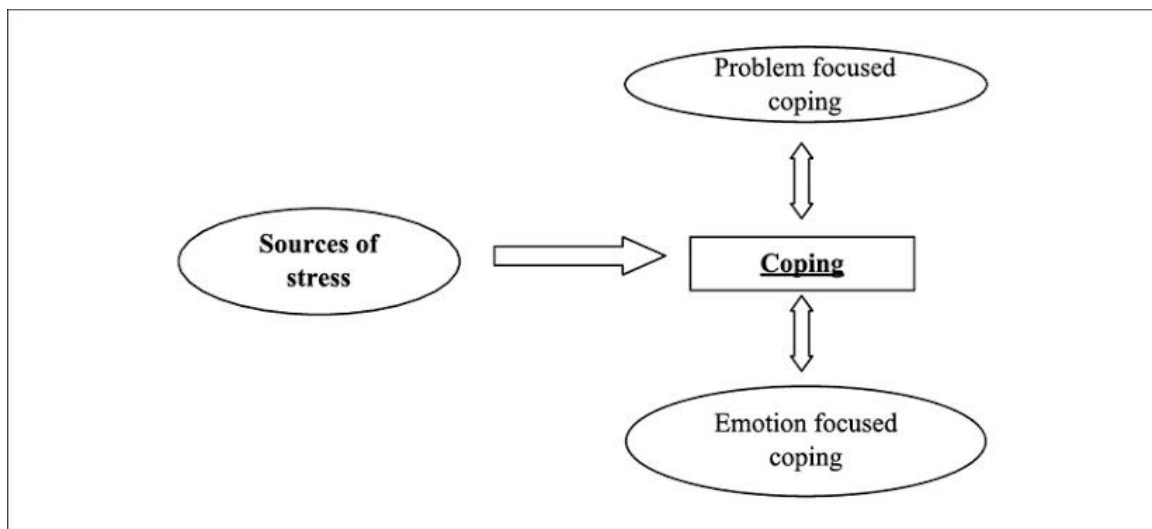 Problem focused
coping
Sources of
stress
Coping
Emotion focused
coping